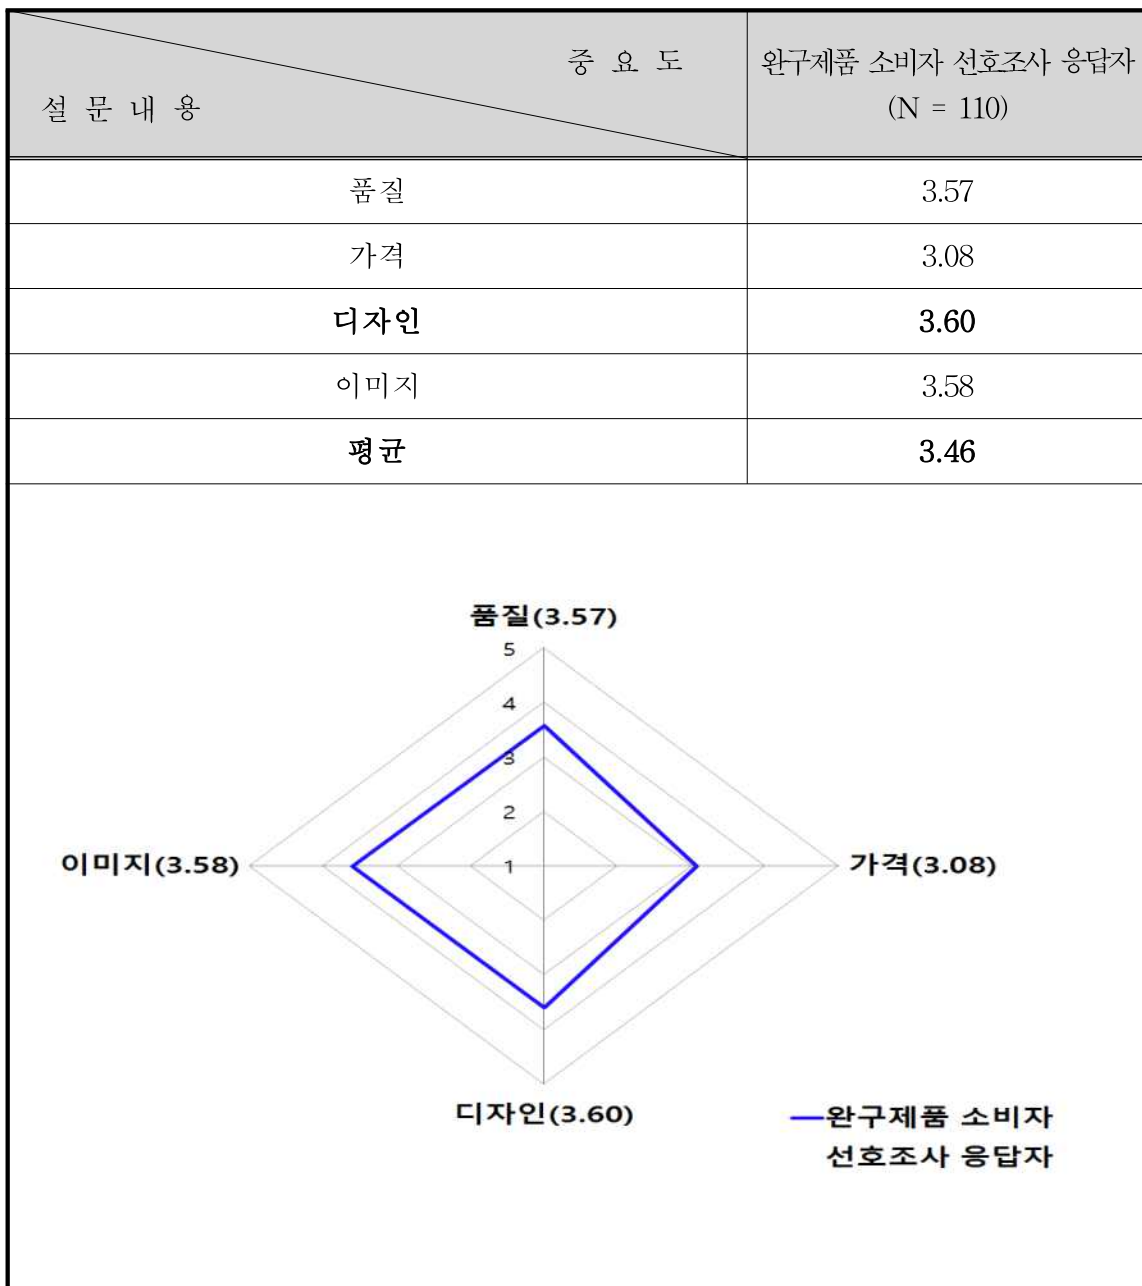 중 요 도
설 문 내 용
완구제품 소비자 선호조사 응답자
(N = 110)
품질 3.57
가격 3.08
디자인 3.60
이미지 3.58
평균 3.46
품질(3.57)
5
4
3
2
1
이미지(3.58)
가격(3.08)
디자인(3.60)
완구제품 소비자
선호조사 응답자